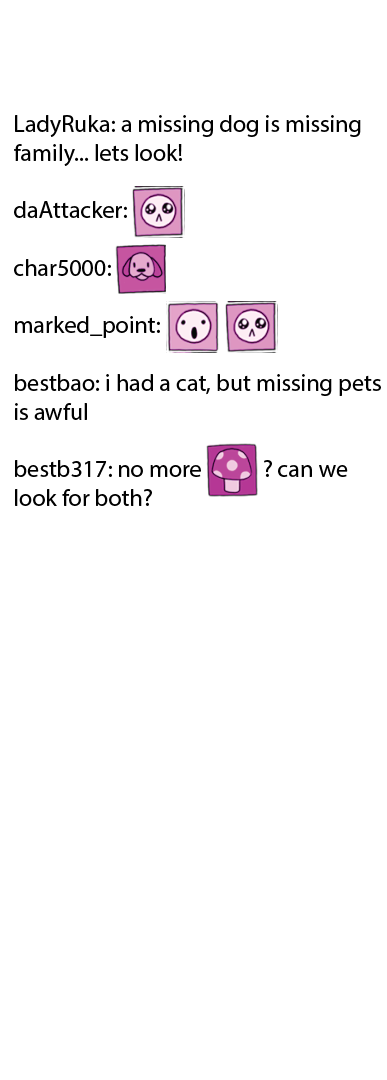 LadyRuka: a missing dog is missing
family... lets look!
daAttacker:
char5000:
marked_point:
bestbao: i had a cat, but missing pets
is awful
bestb317: no more ? can we
look for both?